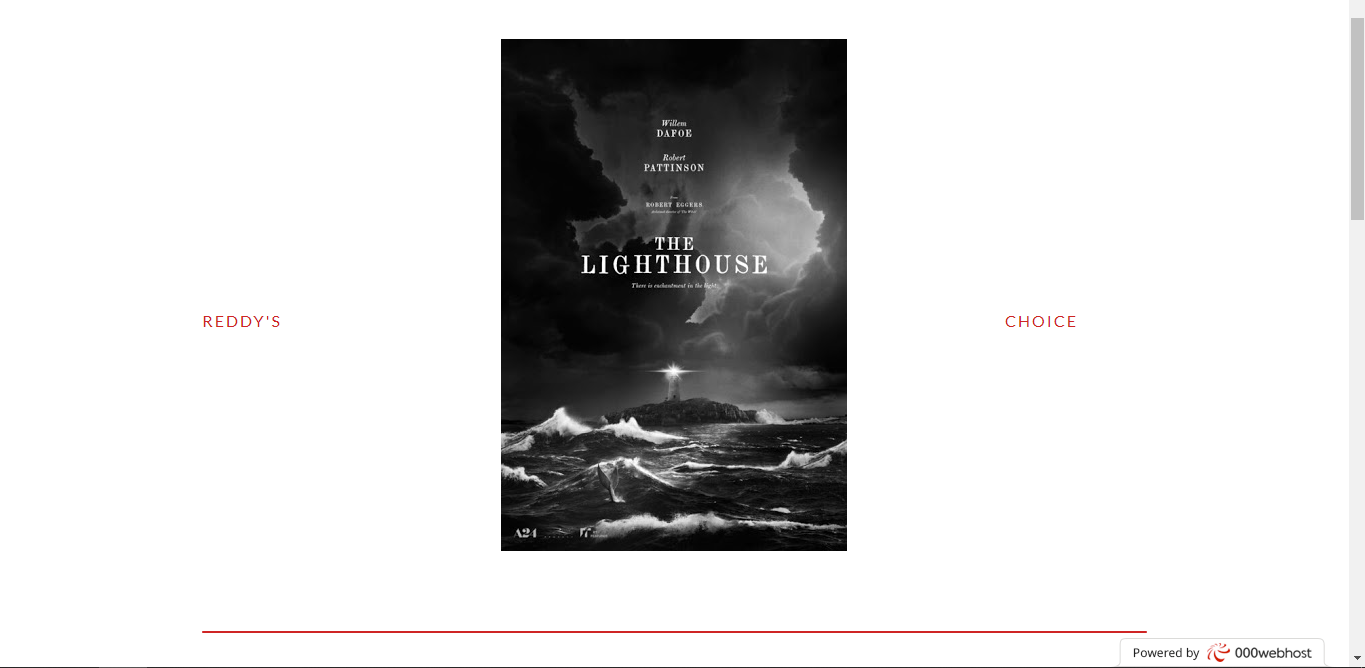 Willem
DAFOE
Robert
PATTINSON
ROBERT EGGERS
THE
LIGHTHOUSE
There is enchantment in the light.
REDDY'S
CHOICE
A24
Powered by 000webhost